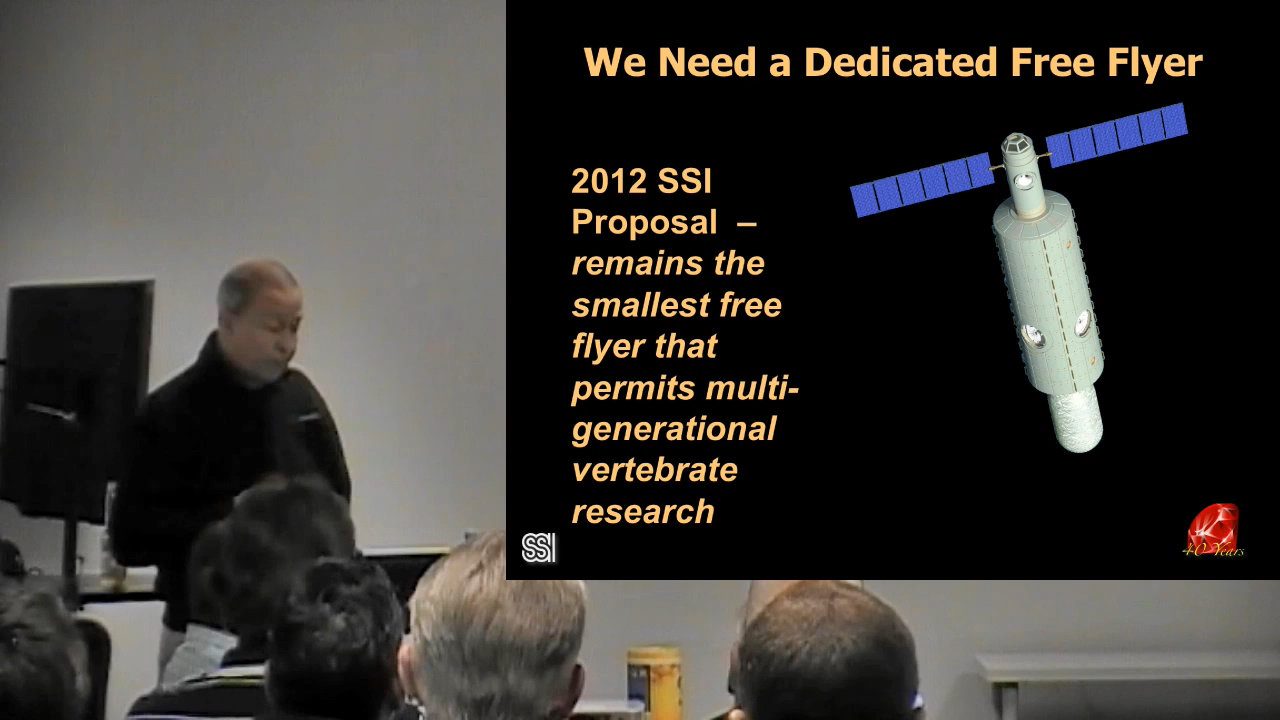 We Need a Dedicated Free Flyer
2012 SSI
Proposal –
remains the
smallest free
flyer that
permits multi-
generational
vertebrate
research
SSI
40 Years